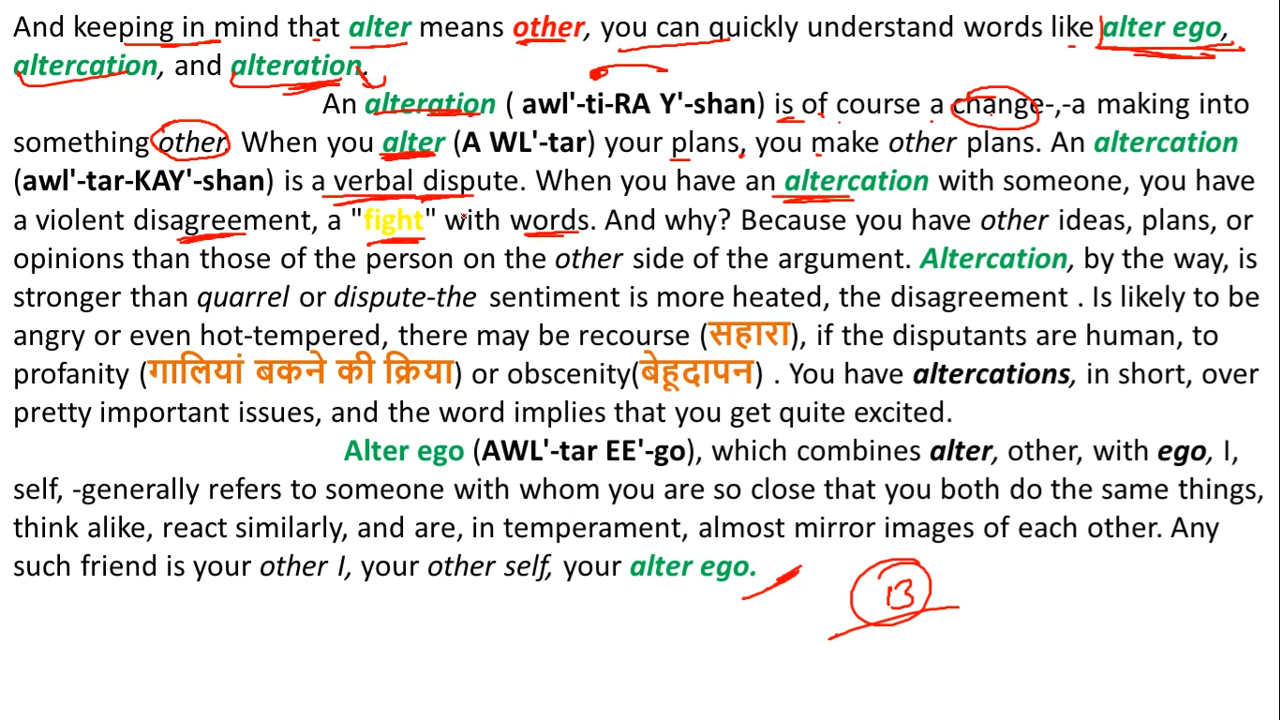 And keeping in mind that alter means other, you can quickly understand words like alter ego,
altercation, and alteration.
An alteration ( awl'-ti-RA Y'-shan) is of course a change-,-a making into
something other. When you alter (A WL'-tar) your plans, you make other plans. An altercation
(awl'-tar-KAY'-shan) is a verbal dispute. When you have an altercation with someone, you have
a violent disagreement, a "fight" with words. And why? Because you have other ideas, plans, or
opinions than those of the person on the other side of the argument. Altercation, by the way, is
stronger than quarrel or dispute-the sentiment is more heated, the disagreement . Is likely to be
angry or even hot-tempered, there may be recourse (सहारा), if the disputants are human, to
profanity (गालियां बकने की क्रिया) or obscenity(बेहूदापन) . You have altercations, in short, over
pretty important issues, and the word implies that you get quite excited.
Alter ego (AWL'-tar EE'-go), which combines alter, other, with ego, I,
self, -generally refers to someone with whom you are so close that you both do the same things,
think alike, react similarly, and are, in temperament, almost mirror images of each other. Any
such friend is your other I, your other self, your alter ego.